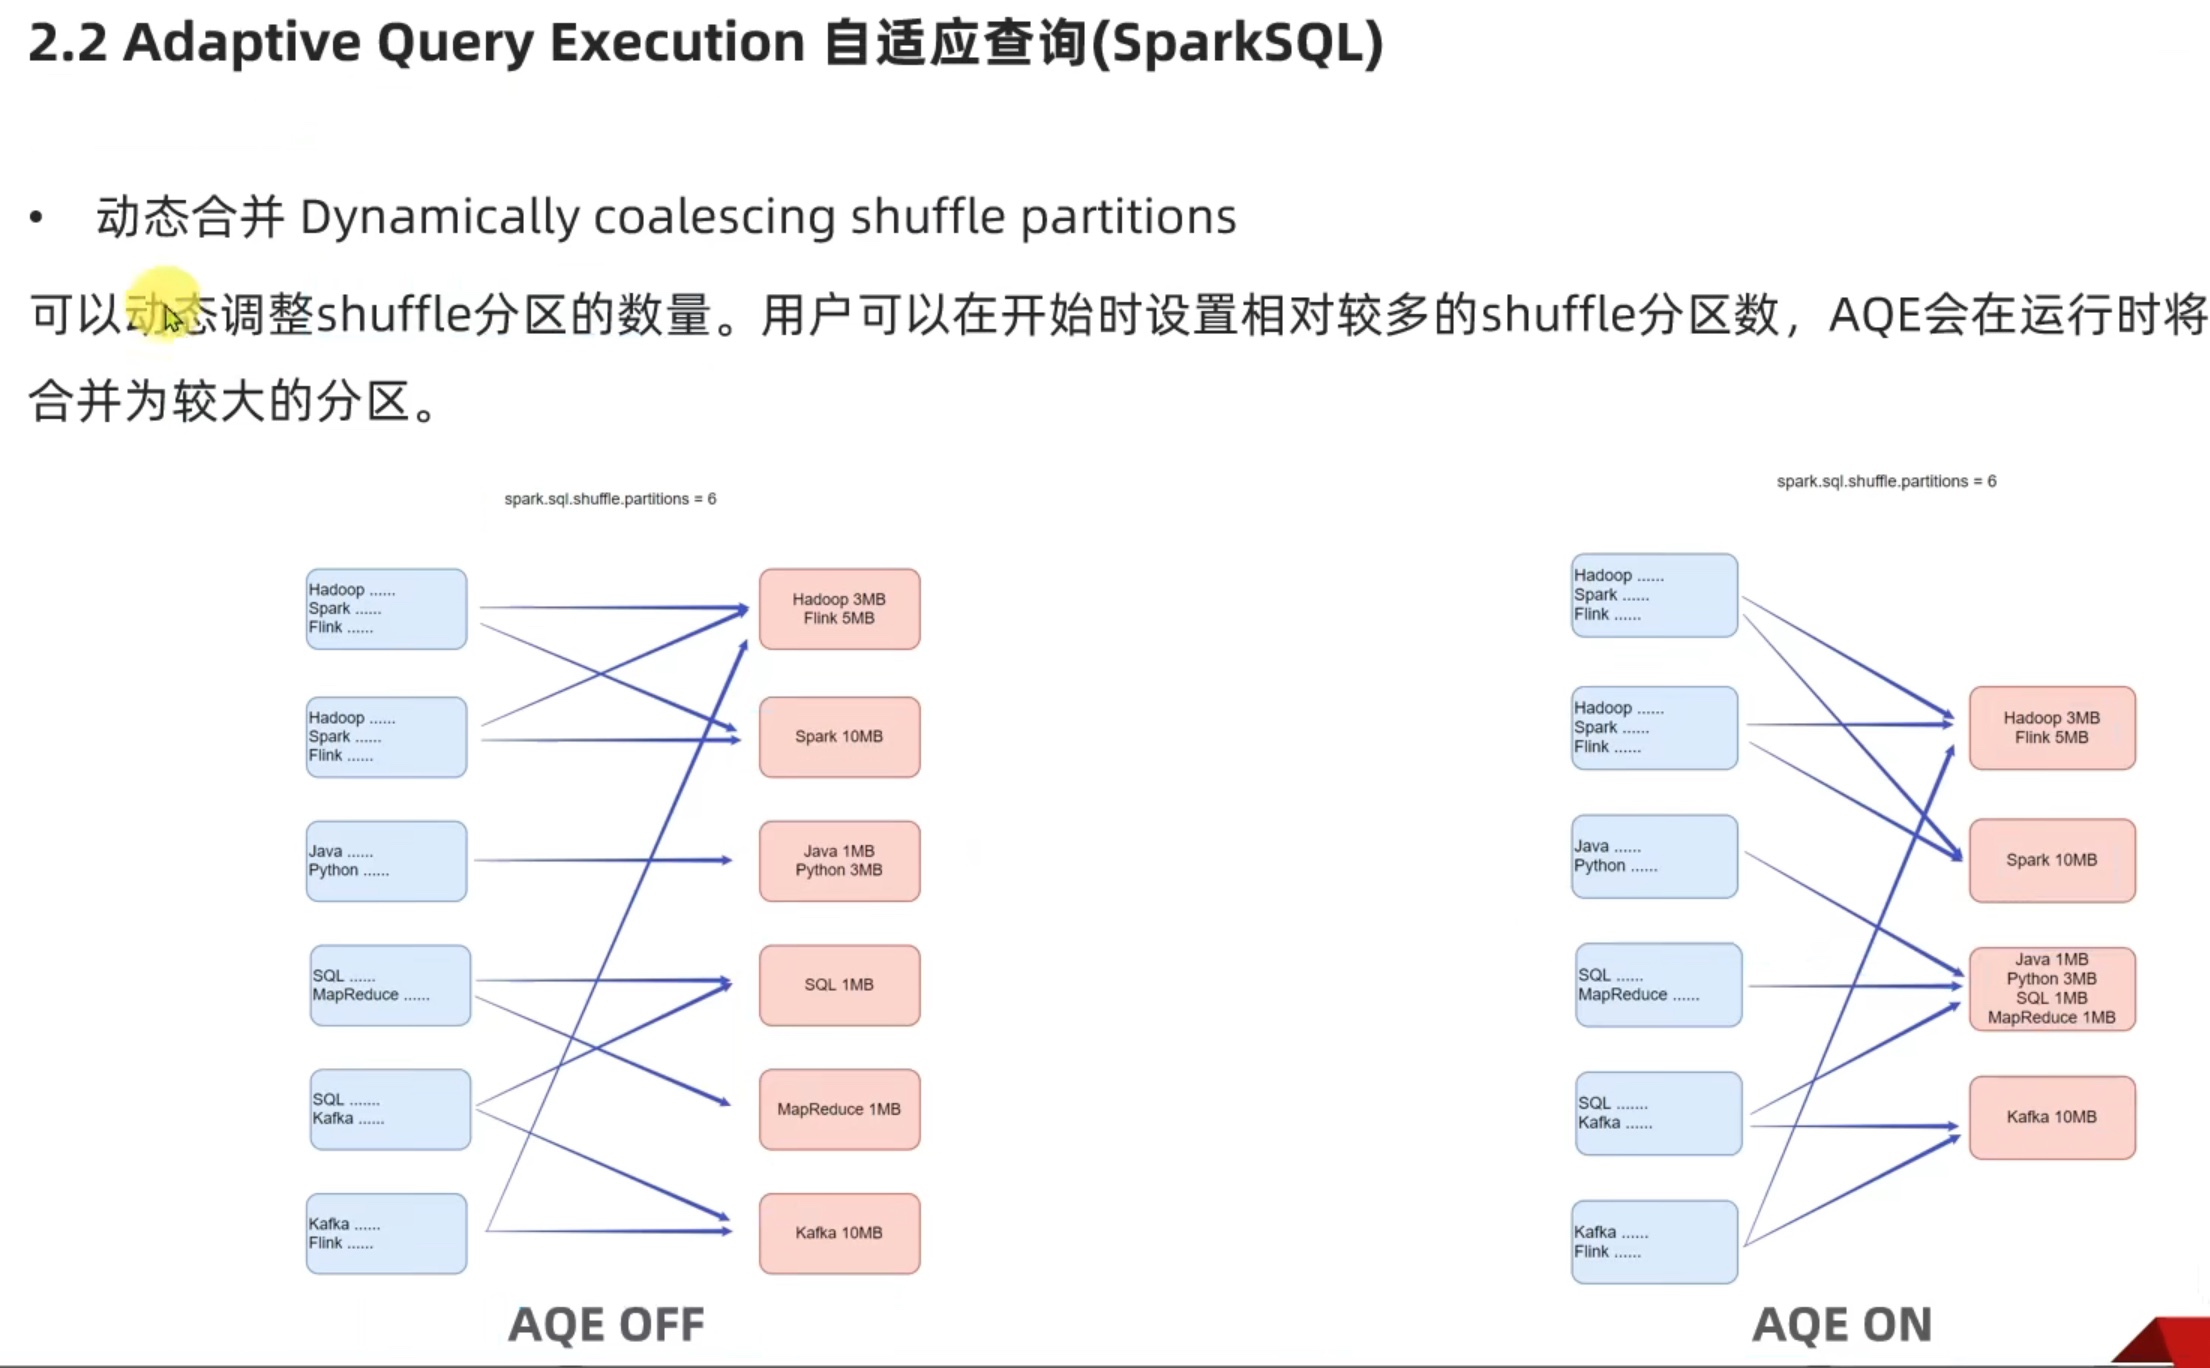 2.2 Adaptive Query Execution 自适应查询(SparkSQL)
• 动态合并 Dynamically coalescing shuffle partitions
可以动态调整shuffle分区的数量。用户可以在开始时设置相对较多的shuffle分区数，AQE会在运行时将
合并为较大的分区。
spark.sql.shuffle.partitions = 6
Hadoop ......
Spark ......
Flink ......
Hadoop ......
Spark ......
Flink ......
Java ......
Python ......
SQL ......
MapReduce ......
SQL .......
Kafka ......
Kafka ......
Flink ......
Hadoop 3MB
Flink 5MB
Spark 10MB
Java 1MB
Python 3MB
SQL 1MB
MapReduce 1MB
Kafka 10MB
AQE OFF
spark.sql.shuffle.partitions = 6
Hadoop ......
Spark ......
Flink ......
Hadoop ......
Spark ......
Flink ......
Java ......
Python ......
SQL ......
MapReduce ......
SQL .......
Kafka ......
Kafka ......
Flink ......
Hadoop 3MB
Flink 5MB
Spark 10MB
Java 1MB
Python 3MB
SQL 1MB
MapReduce 1MB
Kafka 10MB
AQE ON